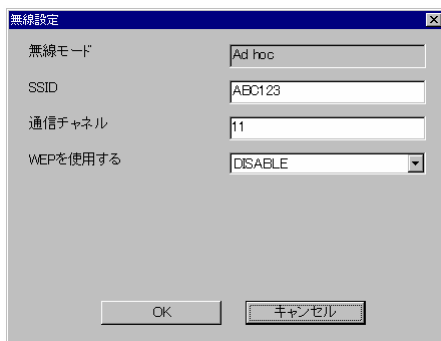 無線設定
無線モード Ad hoc
SSID ABC123
通信チャネル 11
WEPを使用する DISABLE
OK キャンセル